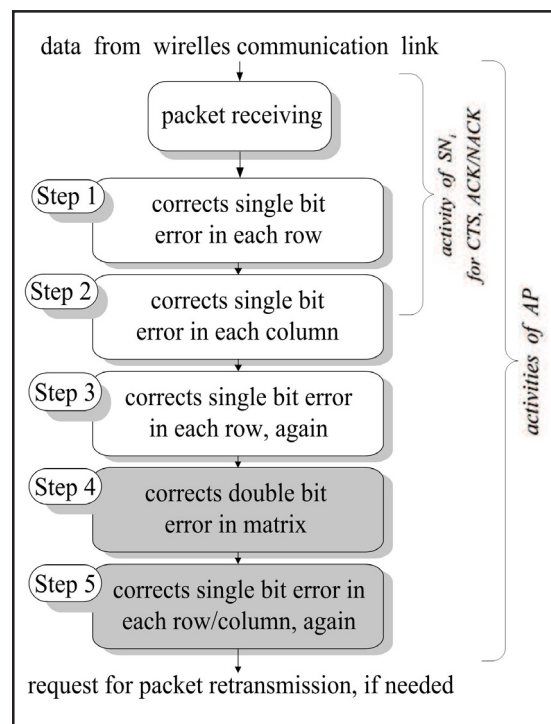 data from wirelles communication link
packet receiving
Step 1
corrects single bit
error in each row
Step 2
corrects single bit
error in each column
Step 3
corrects single bit error
in each row, again
Step 4
corrects double bit
error in matrix
Step 5
corrects single bit error in
each row/column, again
request for packet retransmission, if needed
activity of SNi
for CTS, ACK/NACK
activities of AP